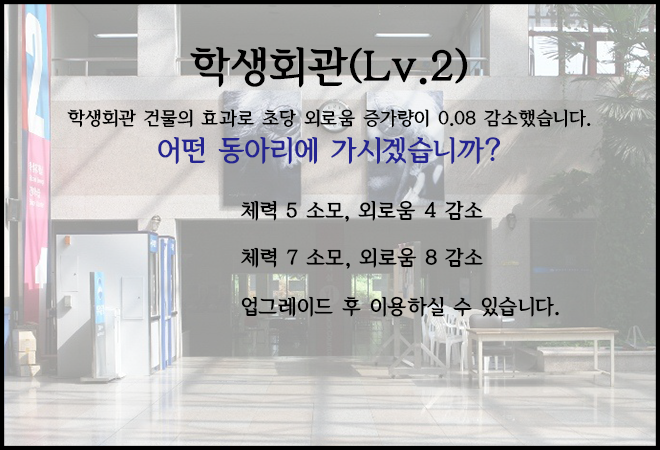 학생회관(Lv.2)
학생회관 건물의 효과로 초당 외로움 증가량이 0.08 감소했습니다.
어떤 동아리에 가시겠습니까?
체력 5 소모, 외로움 4 감소
체력 7 소모, 외로움 8 감소
업그레이드 후 이용하실 수 있습니다.